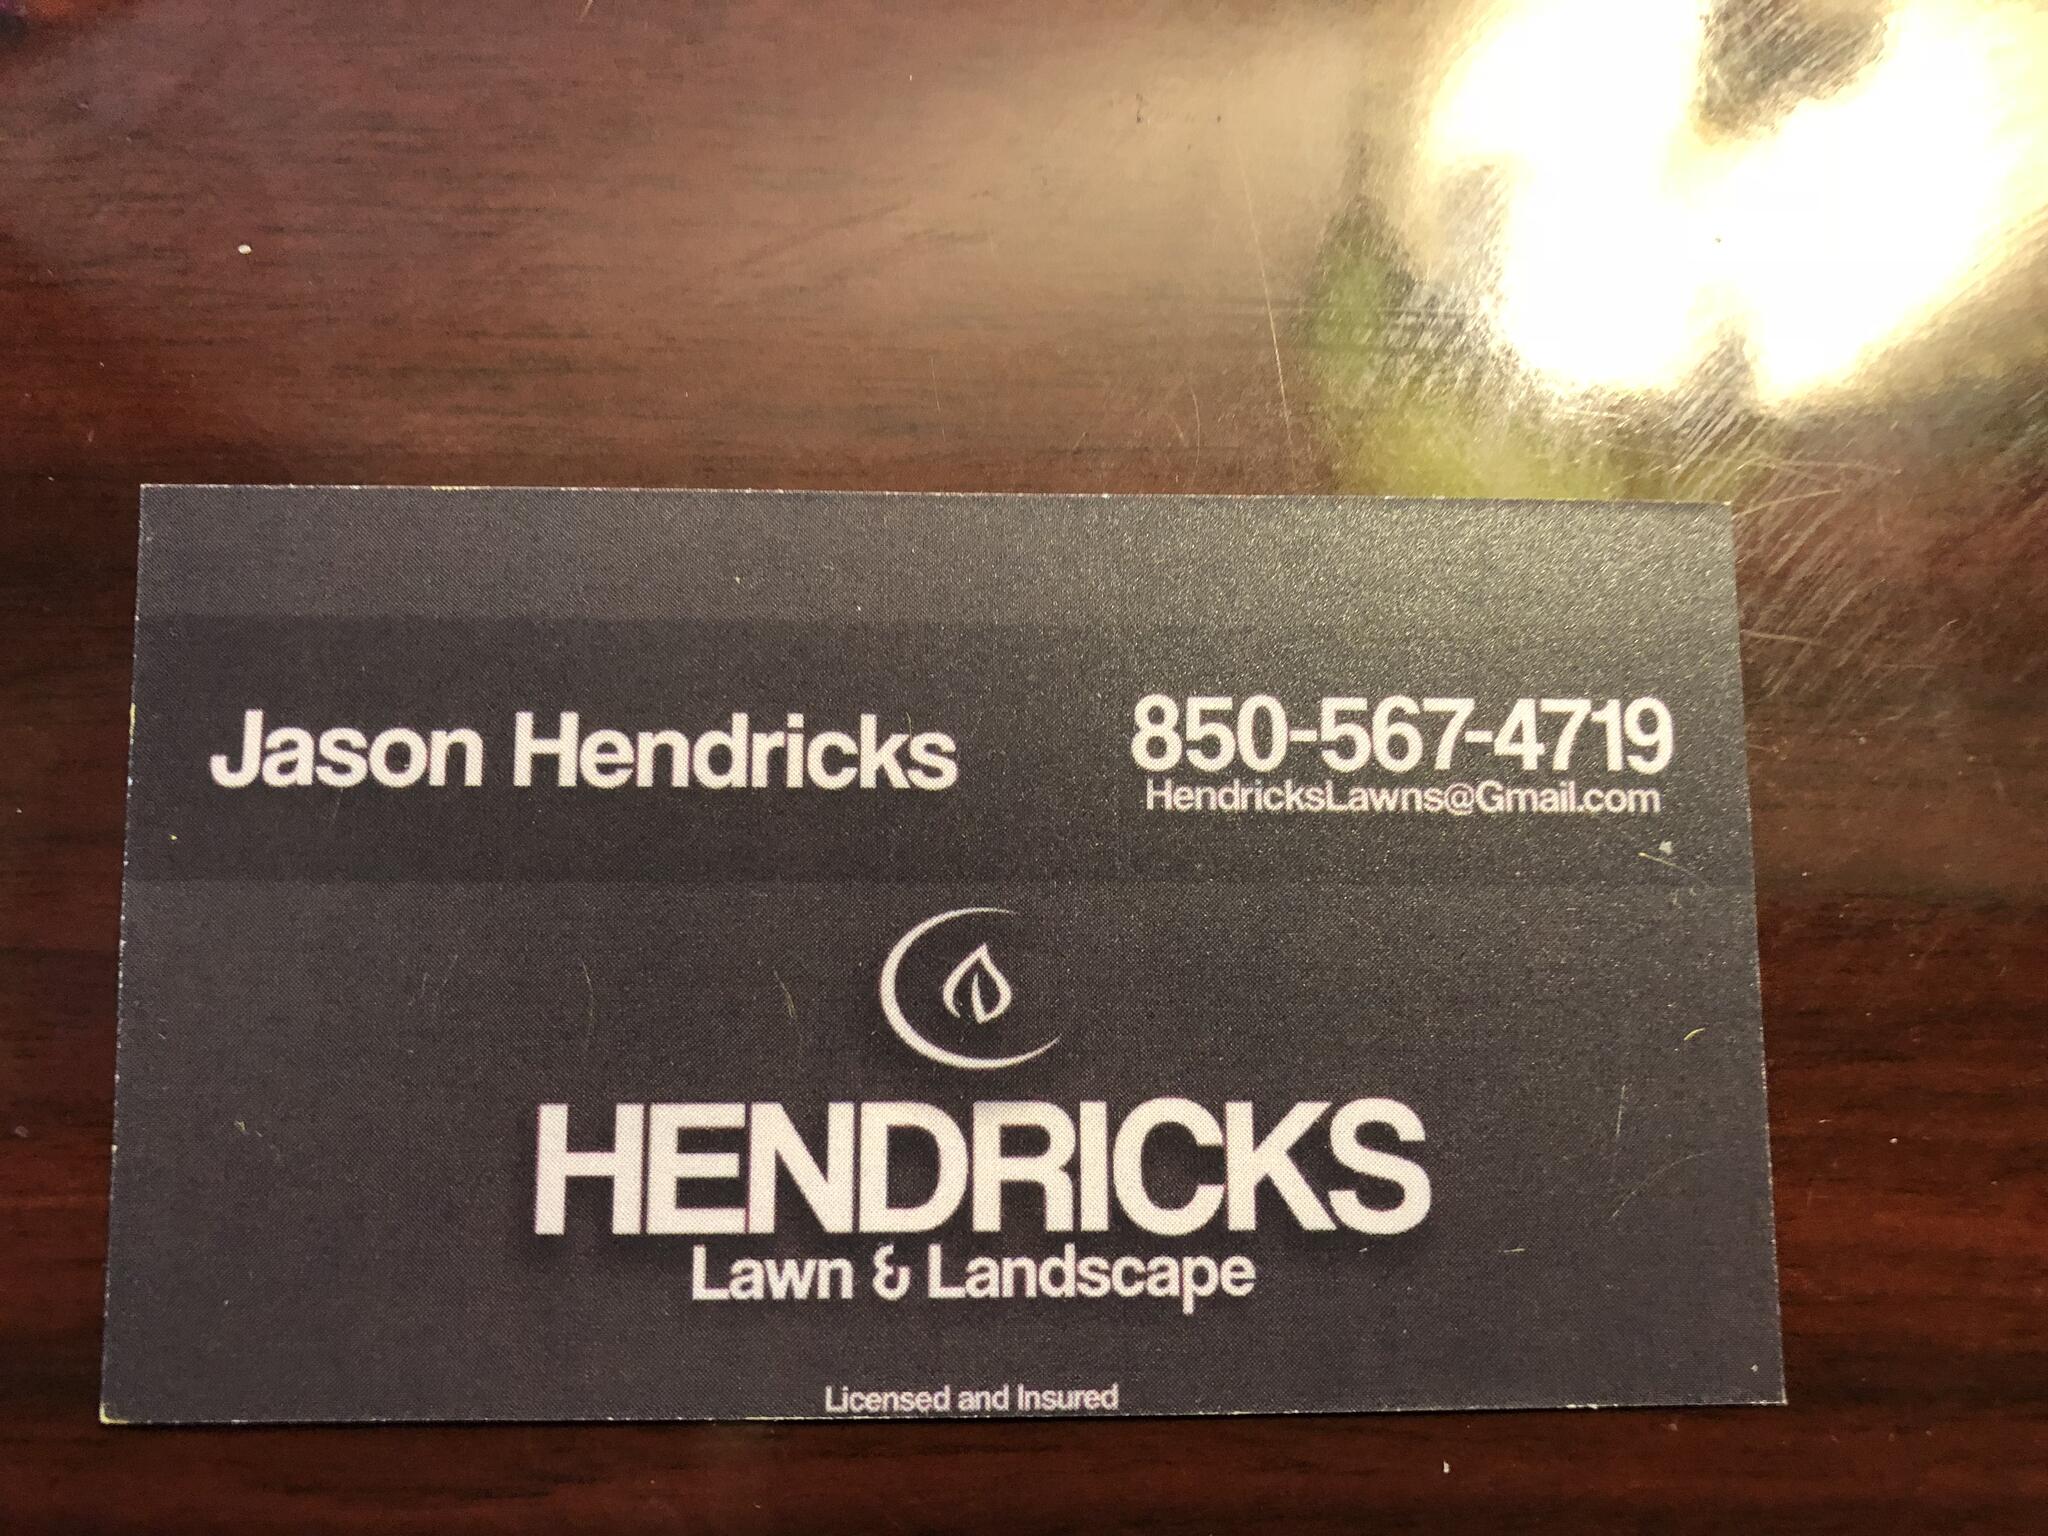 Jason Hendricks
850-567-4719
HendricksLawns@Gmail.com
HENDRICKS
Lawn & Landscape
Licensed and Insured